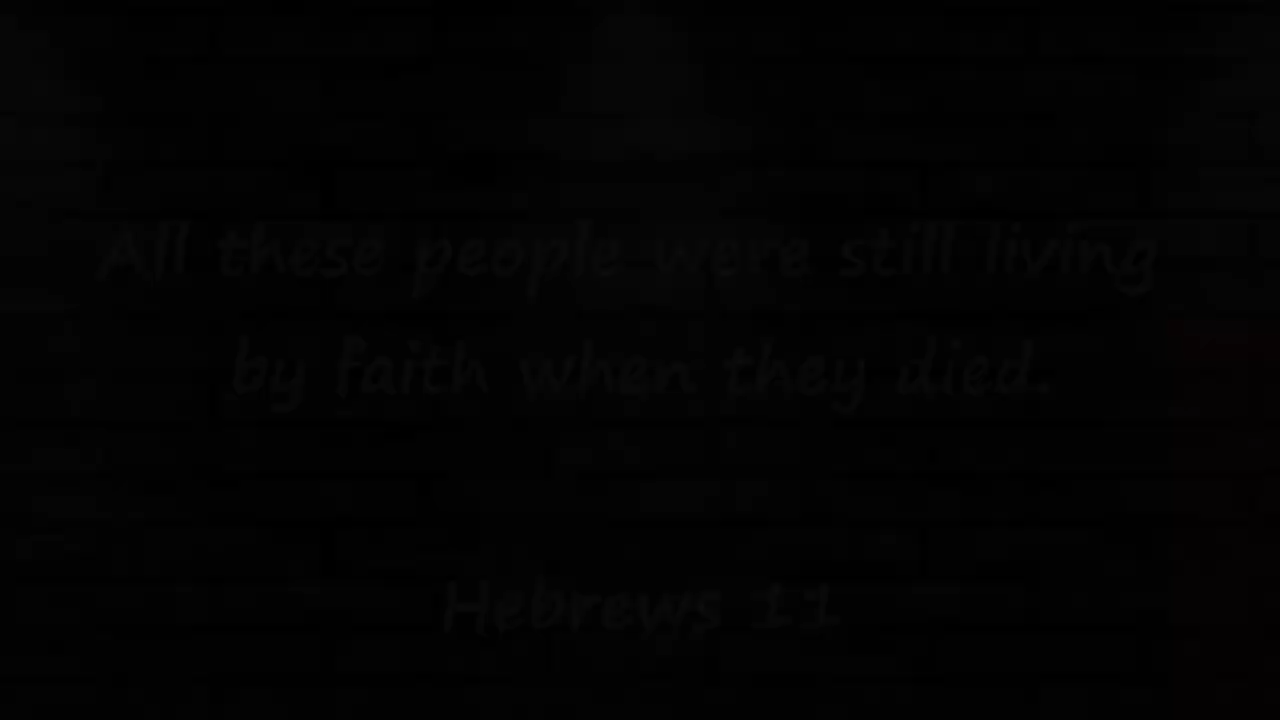 All these people were still living
by faith when they died.
Hebrews 11